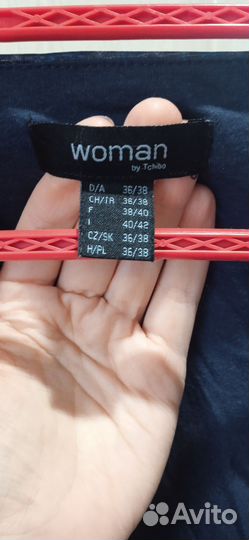 woman
by Tchibo
D/A 36/38
CH/TR 36/38
F 38/40
I 40/42
CZ/SK 36/38
H/PL 36/38
Avito